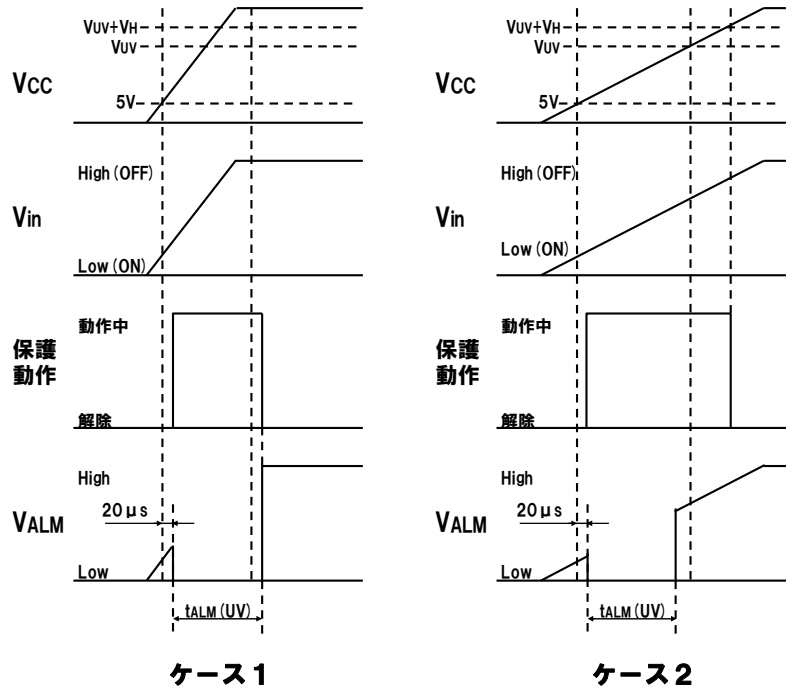 VUV+VH
VUV
VCC
5V
High(OFF)
Vin
Low(ON)
動作中
保護
動作
解除
High
20μs
VALM
Low
tALM(UV)
ケース1
VUV+VH
VUV
VCC
5V
High(OFF)
Vin
Low(ON)
動作中
保護
動作
解除
High
20μs
VALM
Low
tALM(UV)
ケース2